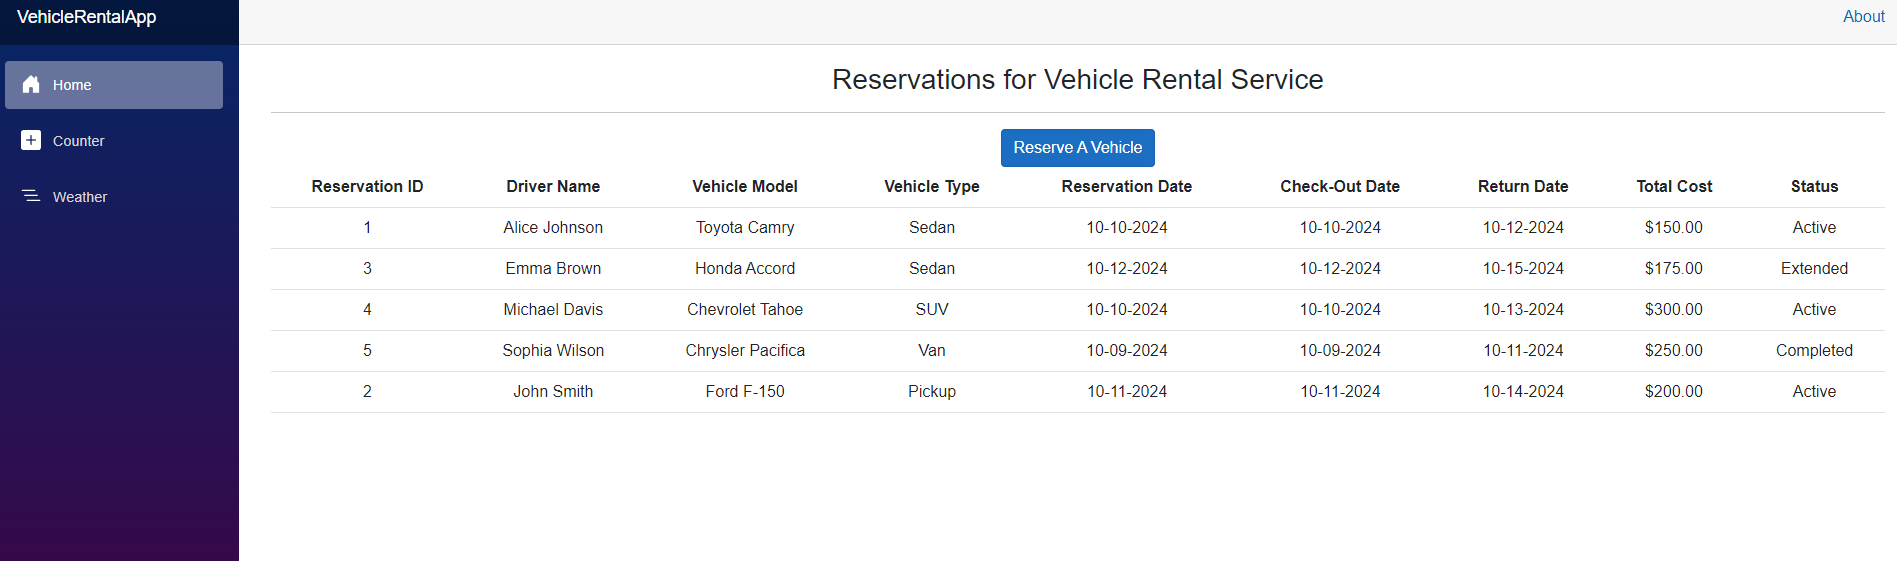 VehicleRentalApp
About
Home
Counter
Weather
Reservations for Vehicle Rental Service
Reserve A Vehicle
Reservation ID Driver Name Vehicle Model Vehicle Type Reservation Date Check-Out Date Return Date Total Cost Status
1 Alice Johnson Toyota Camry Sedan 10-10-2024 10-10-2024 10-12-2024 $150.00 Active
3 Emma Brown Honda Accord Sedan 10-12-2024 10-12-2024 10-15-2024 $175.00 Extended
4 Michael Davis Chevrolet Tahoe SUV 10-10-2024 10-10-2024 10-13-2024 $300.00 Active
5 Sophia Wilson Chrysler Pacifica Van 10-09-2024 10-09-2024 10-11-2024 $250.00 Completed
2 John Smith Ford F-150 Pickup 10-11-2024 10-11-2024 10-14-2024 $200.00 Active